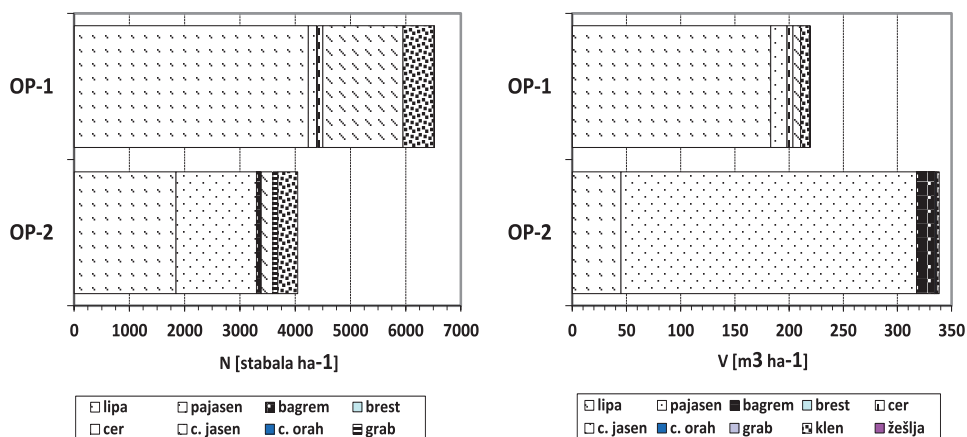 OP-1
OP-2
0 1000 2000 3000 4000 5000 6000 7000
N [stabala ha-1]
lipa pajasen bagrem brest
cer c. jasen c. orah grab
OP-1
OP-2
0 50 100 150 200 250 300 350
V [m3 ha-1]
lipa pajasen bagrem brest cer
c. jasen c. orah grab klen žešlja